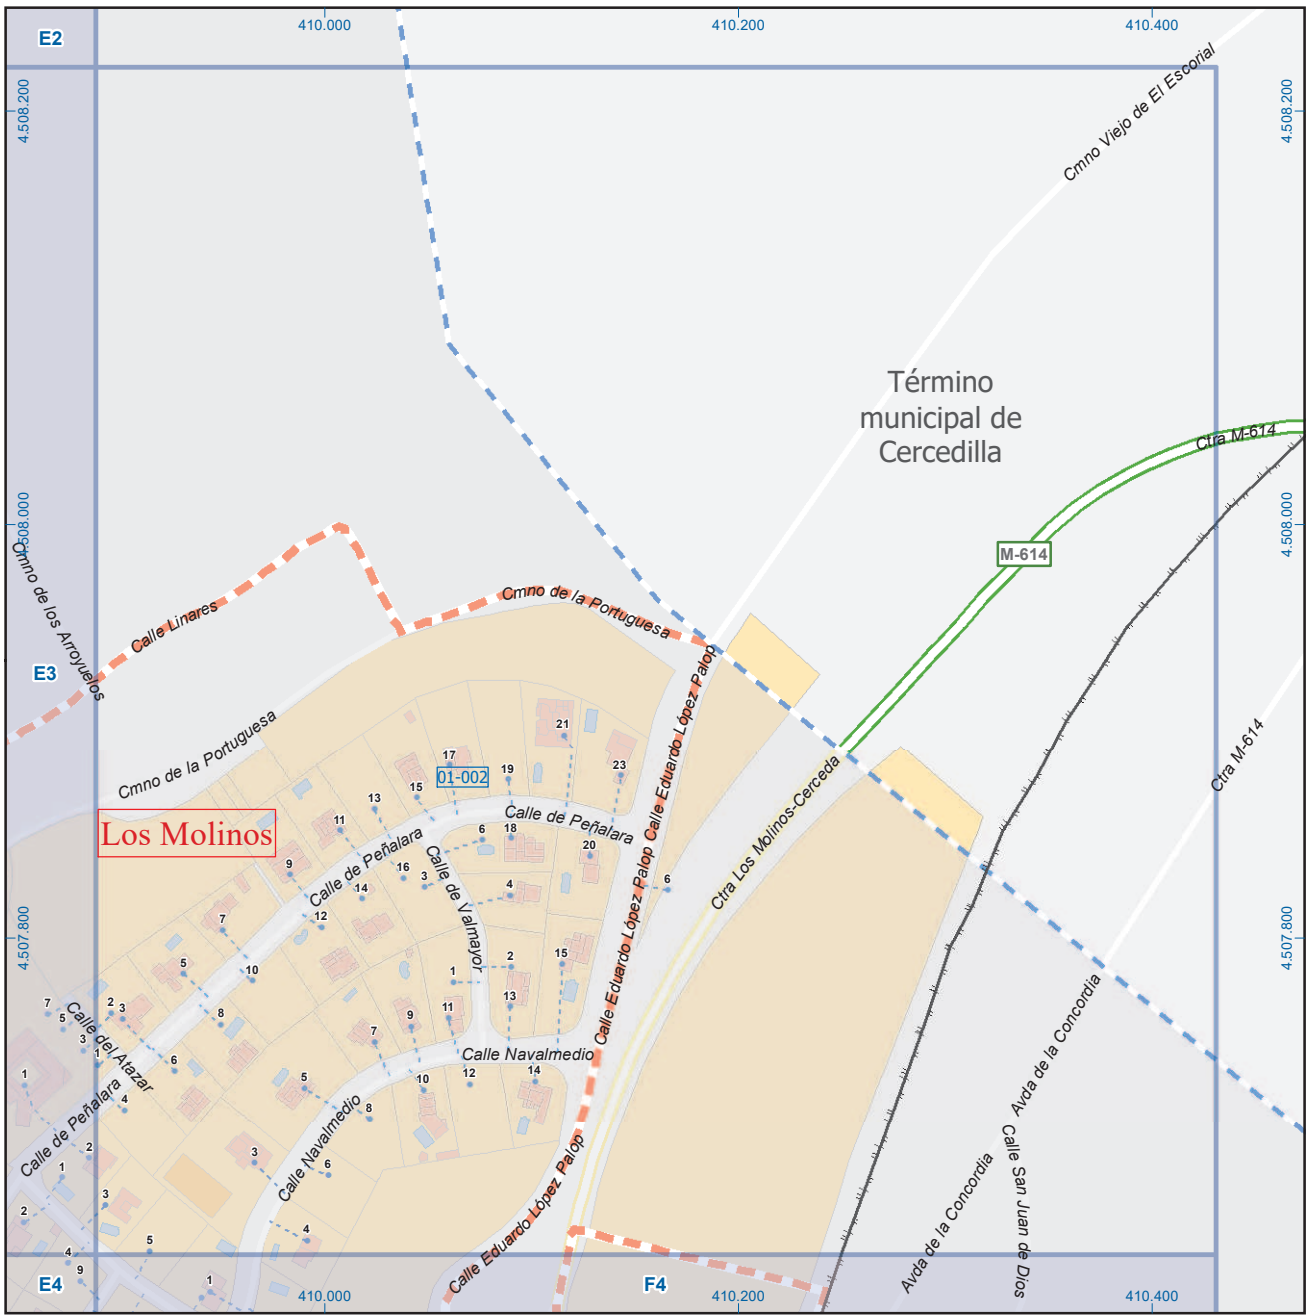 E2
410.000
410.200
410.400
4.508.200
4.508.200
Cmno Viejo de El Escorial
Término
municipal de
Cercedilla
Ctra M-614
M-614
4.508.000
4.508.000
Cmno de los Arroyuelos
Calle Linares
Cmno de la Portuguesa
E3
Cmno de la Portuguesa
Calle Eduardo López Palop
Ctra M-614
Los Molinos
01-002
17
21
23
19
15
13
11
9
7
5
Calle de Peñalara
Calle de Peñalara
6
18
20
16
3
14
12
4
Calle de Valmayor
Calle Eduardo López Palop
6
Ctra Los Molinos-Cerceda
4.507.800
4.507.800
10
8
2
3
7
5
3
1
Calle del Atazar
6
4
1
2
15
13
11
9
7
Calle Navalmedio
12
14
10
5
8
Calle Navalmedio
Calle de Peñalara
1
2
1
3
2
3
6
4
5
4
9
1
Calle Eduardo López Palop
Avda de la Concordia
Avda de la Concordia
Calle San Juan de Dios
E4
F4
410.000
410.200
410.400